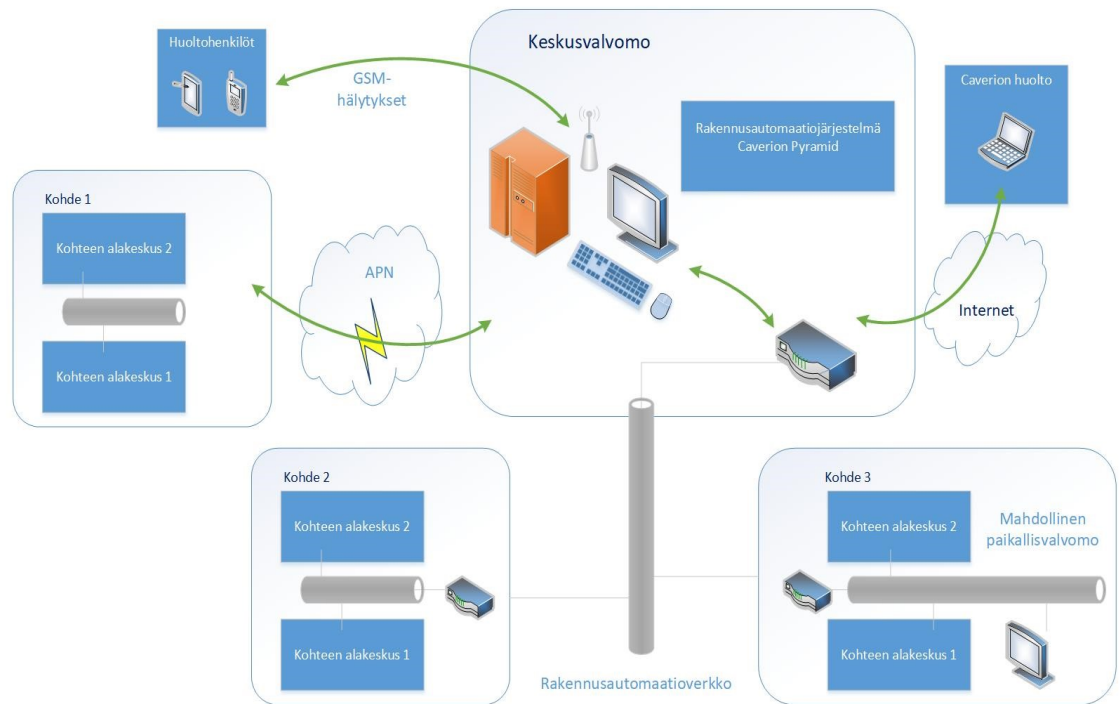 Huoltohenkilöt
GSM-
hälytykset
Keskusvalvomo
Rakennusautomaatiojärjestelmä
Caverion Pyramid
Caverion huolto
Kohde 1
Kohteen alakeskus 2
Kohteen alakeskus 1
APN
Internet
Kohde 2
Kohteen alakeskus 2
Kohteen alakeskus 1
Rakennusautomaatioverkko
Kohde 3
Kohteen alakeskus 2
Mahdollinen
paikallisvalvomo
Kohteen alakeskus 1